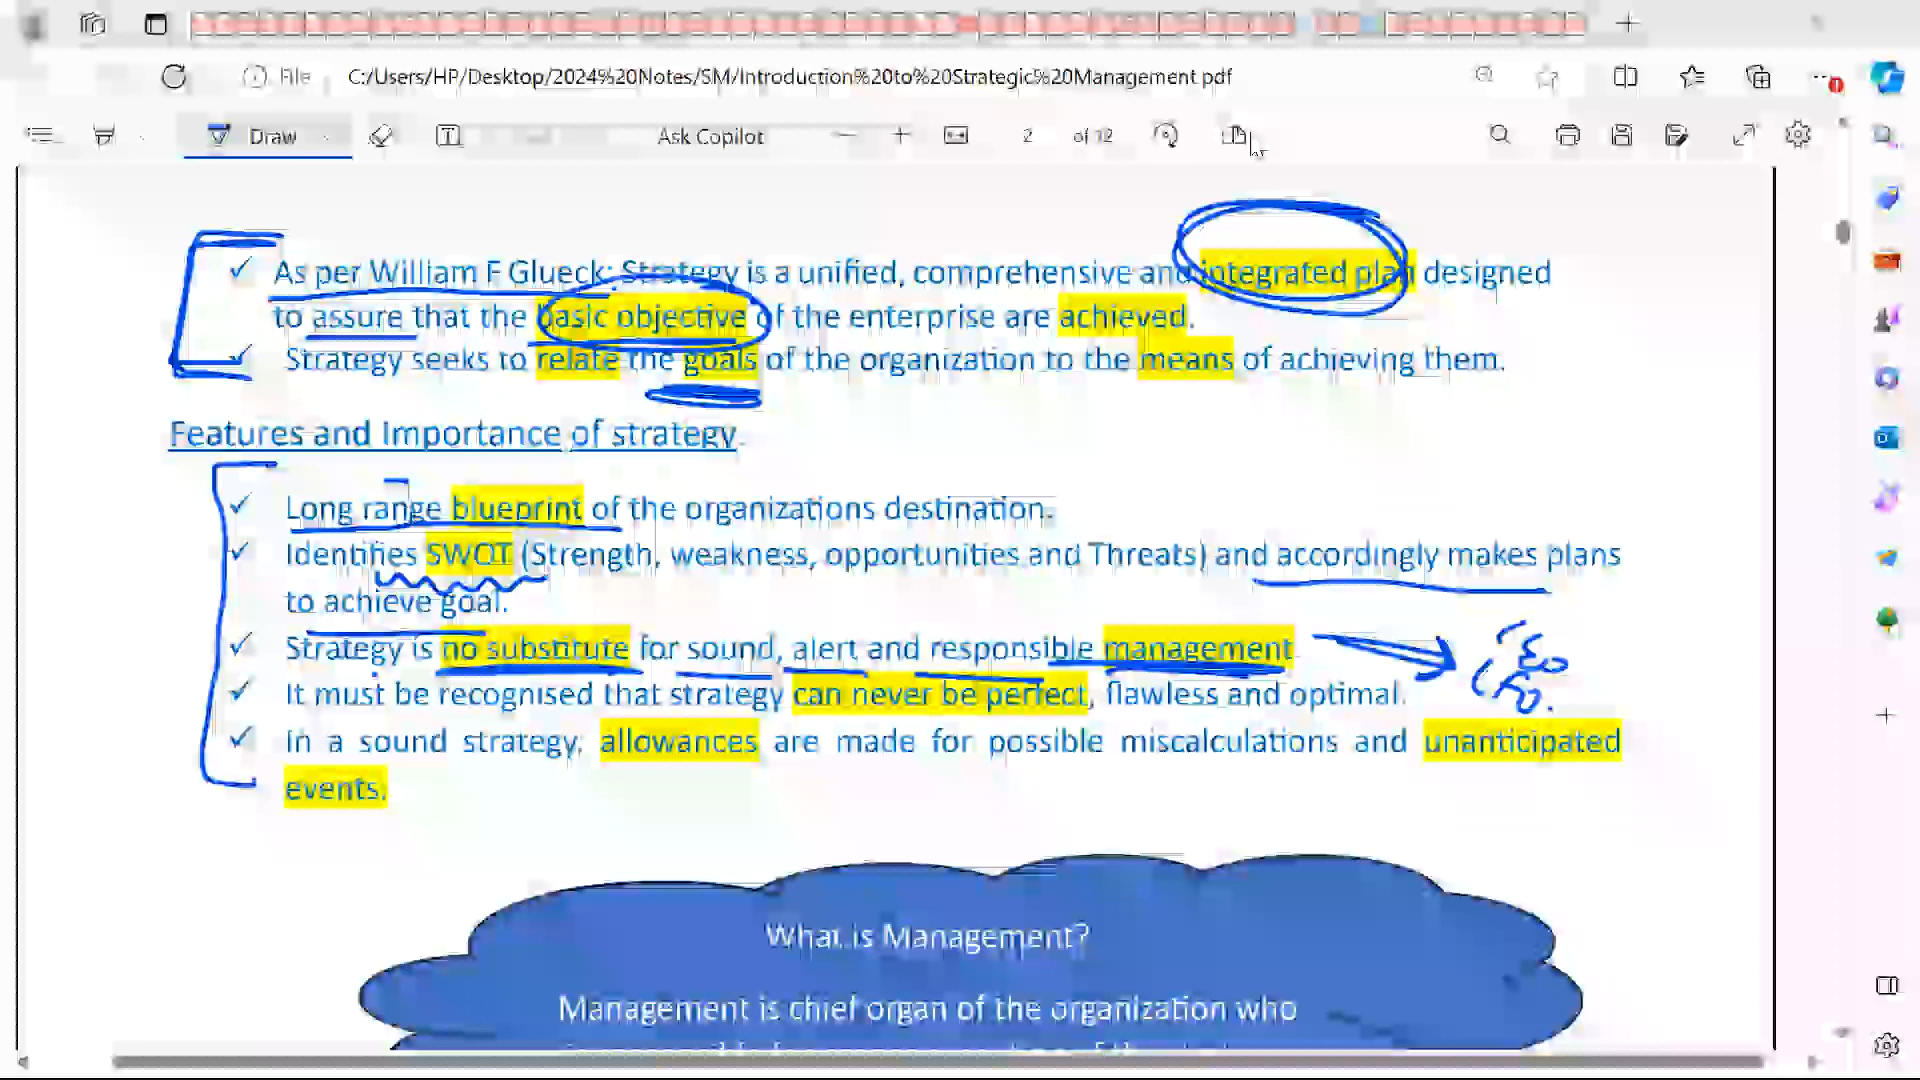 File C:/Users/HP/Desktop/2024%20Notes/SM/Introduction%20to%20Strategic%20Management.pdf
Draw Ask Copilot 2 of 12
✓ As per William F Glueck: Strategy is a unified, comprehensive and integrated plan designed
to assure that the basic objective of the enterprise are achieved.
✓ Strategy seeks to relate the goals of the organization to the means of achieving them.
Features and Importance of strategy
✓ Long range blueprint of the organizations destination.
✓ Identifies SWOT (Strength, weakness, opportunities and Threats) and accordingly makes plans
to achieve goal.
✓ Strategy is no substitute for sound, alert and responsible management
✓ It must be recognised that strategy can never be perfect, flawless and optimal.
✓ In a sound strategy, allowances are made for possible miscalculations and unanticipated
events.
What is Management?
Management is chief organ of the organization who